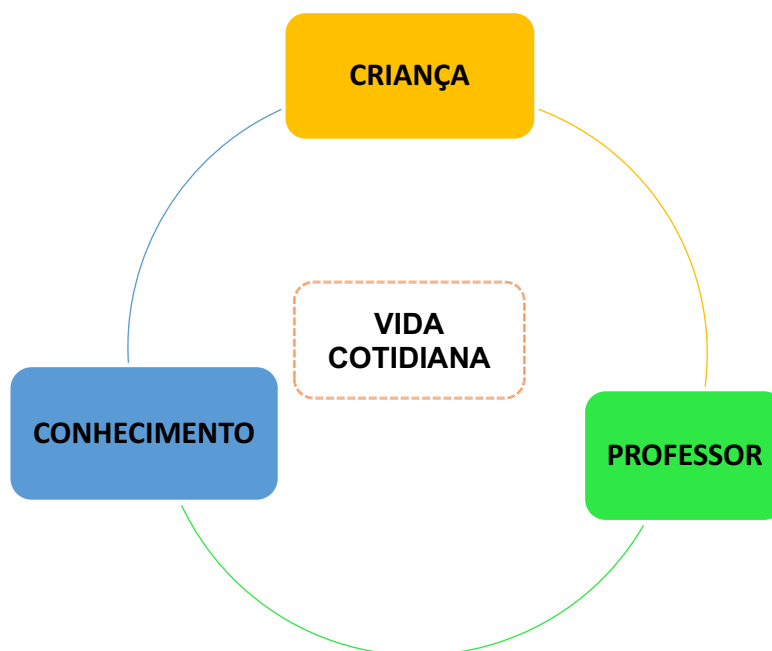 CRIANÇA
VIDA
COTIDIANA
CONHECIMENTO
PROFESSOR